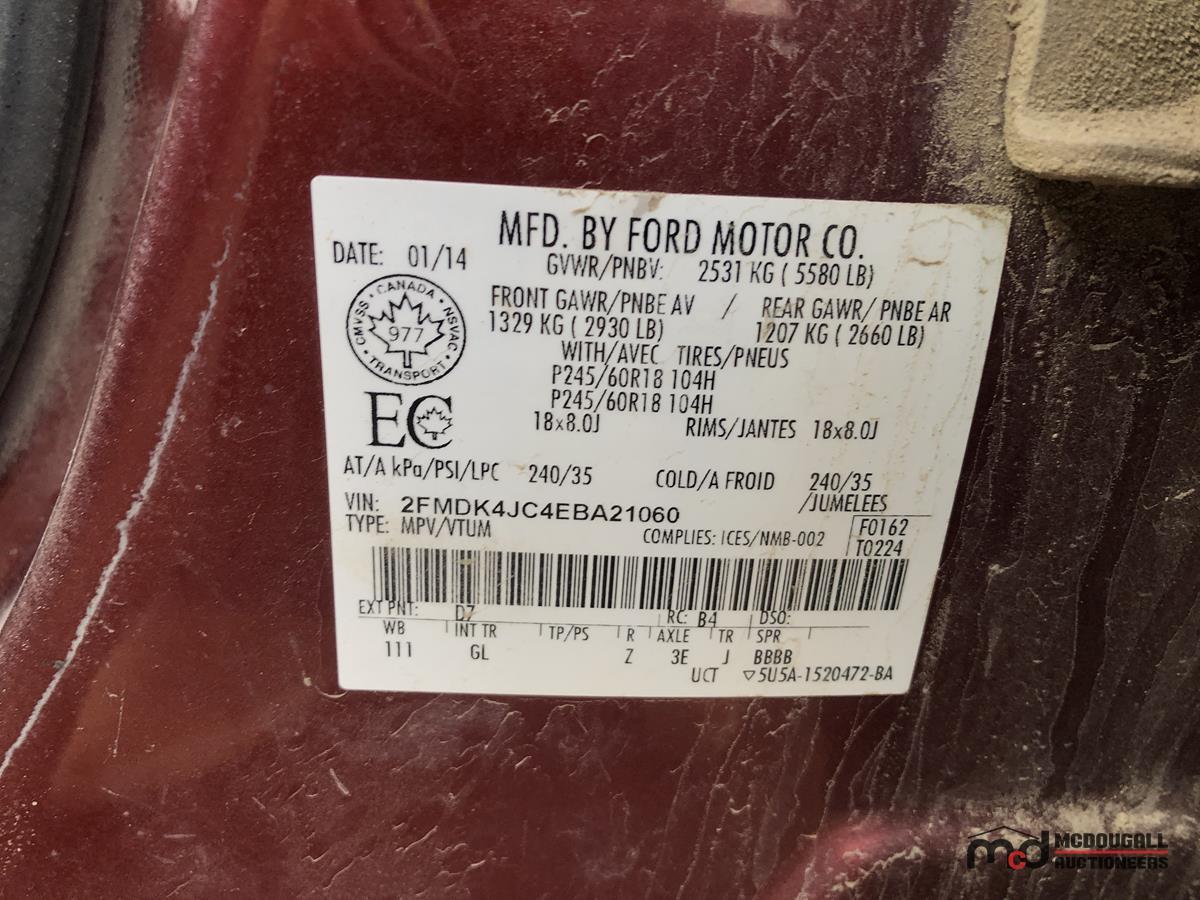 MFD. BY FORD MOTOR CO.
DATE: 01/14
GVWR/PNBV: 2531 KG ( 5580 LB)
FRONT GAWR/PNBE AV / REAR GAWR/ PNBE AR
1329 KG ( 2930 LB) 1207 KG ( 2660 LB)
WITH/AVEC TIRES/PNEUS
P245/60R18 104H
P245/60R18 104H
18x8.0J RIMS/JANTES 18x8.0J
CANADA
CMVSS NSVAC
977
TRANSPORT
EC
AT/A kPa/PSI/LPC 240/35 COLD/A FROID 240/35
/JUMELEES
VIN: 2FMDK4JC4EBA21060
TYPE: MPV/VTUM
COMPLIES: ICES/NMB-002
F0162
T0224
EXT PNT: D7 RC: B4 DSO:
WB INT TR TP/PS R AXLE TR SPR
111 GL Z 3E J BBBB
UCT ▽5U5A-1520472-BA
mcd MCDOUGALL
AUCTIONEERS